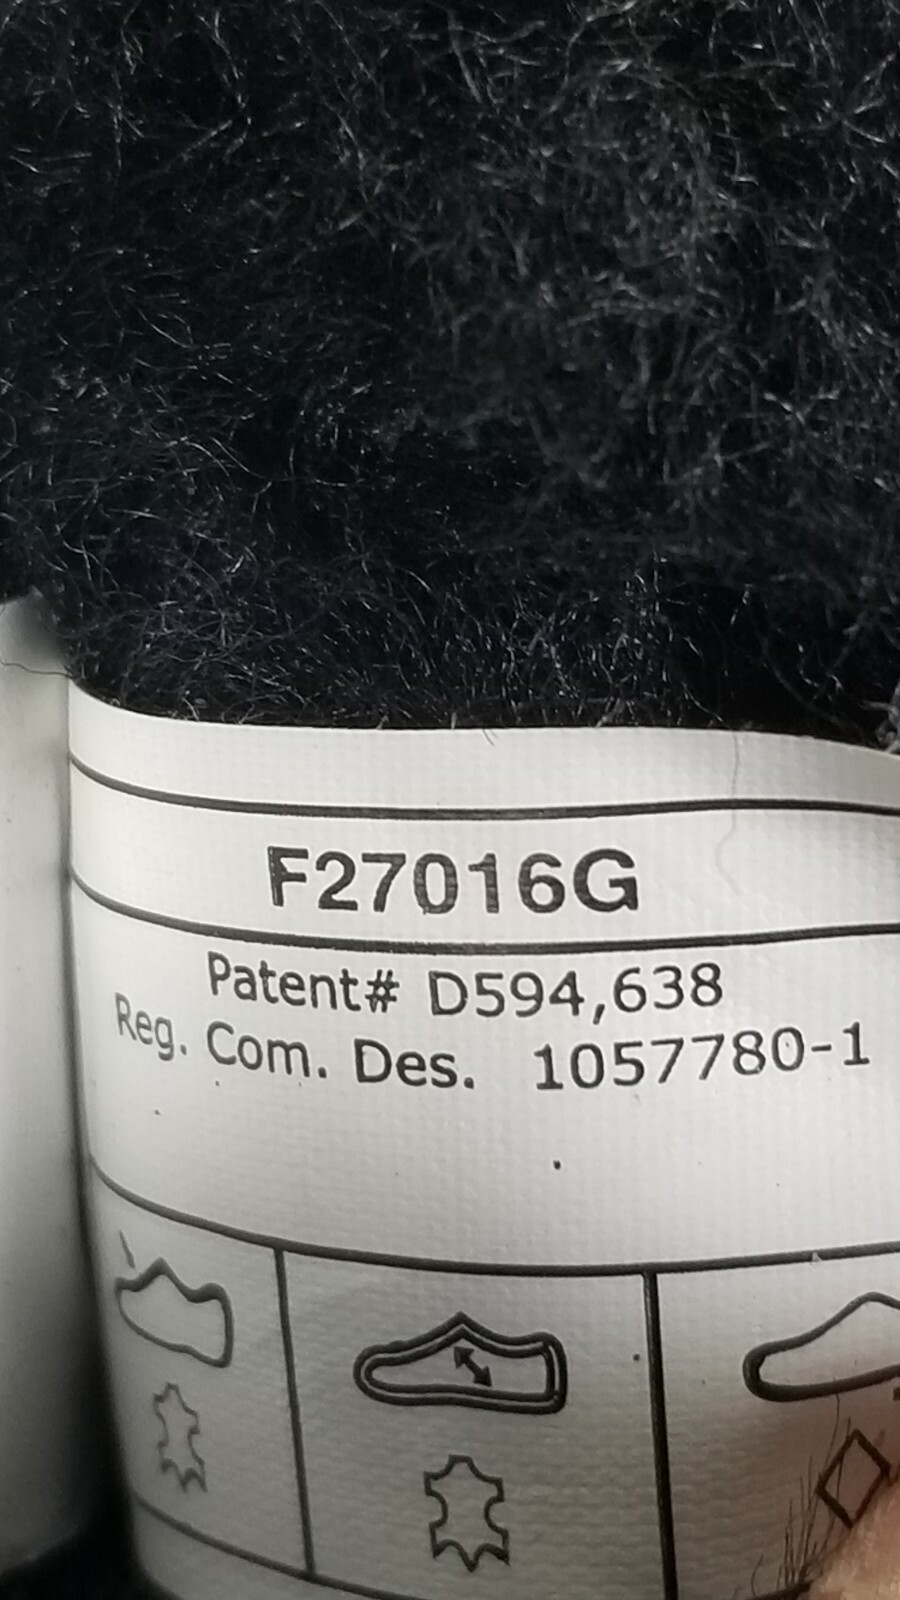 F27016G
Patent# D594,638
Reg. Com. Des. 1057780-1